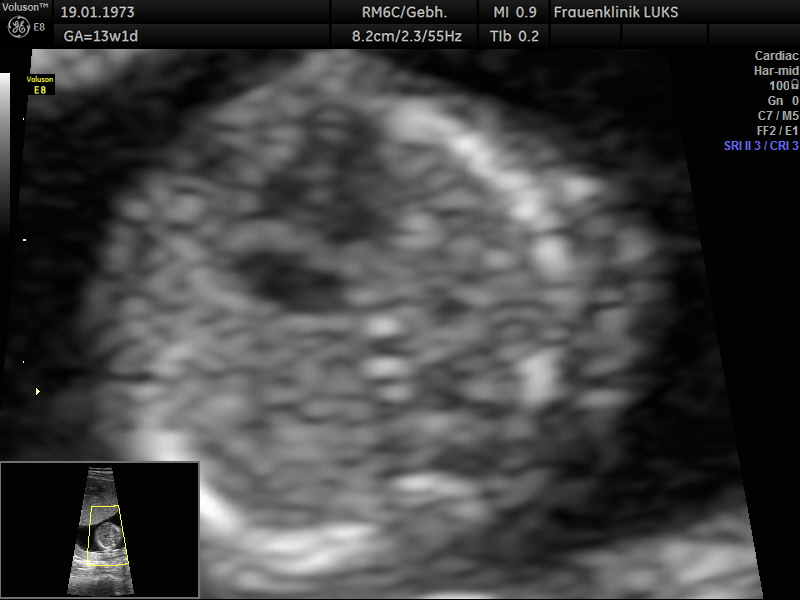 Voluson™
E8
19.01.1973
RM6C/Gebh.
MI 0.9
Frauenklinik LUKS
GA=13w1d
8.2cm/2.3/55Hz
TIb 0.2
Voluson
E8
Cardiac
Har-mid
100
Gn 0
C7 / M5
FF2 / E1
SRI II 3 / CRI 3